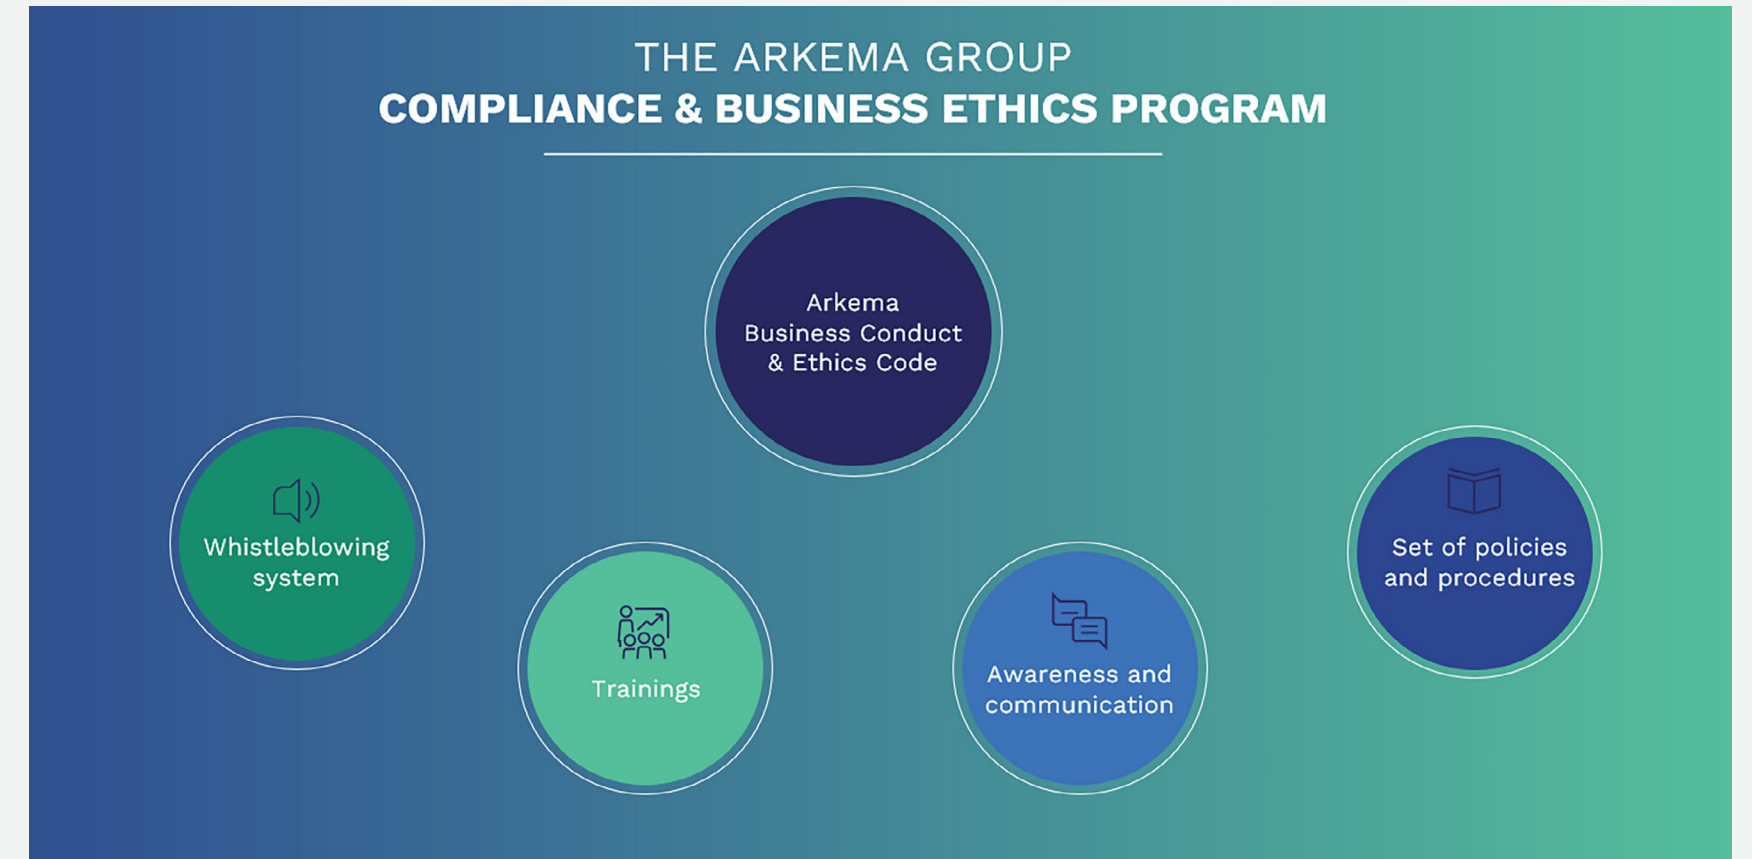 THE ARKEMA GROUP
COMPLIANCE & BUSINESS ETHICS PROGRAM
Arkema
Business Conduct
& Ethics Code
Whistleblowing
system
Trainings
Awareness and
communication
Set of policies
and procedures